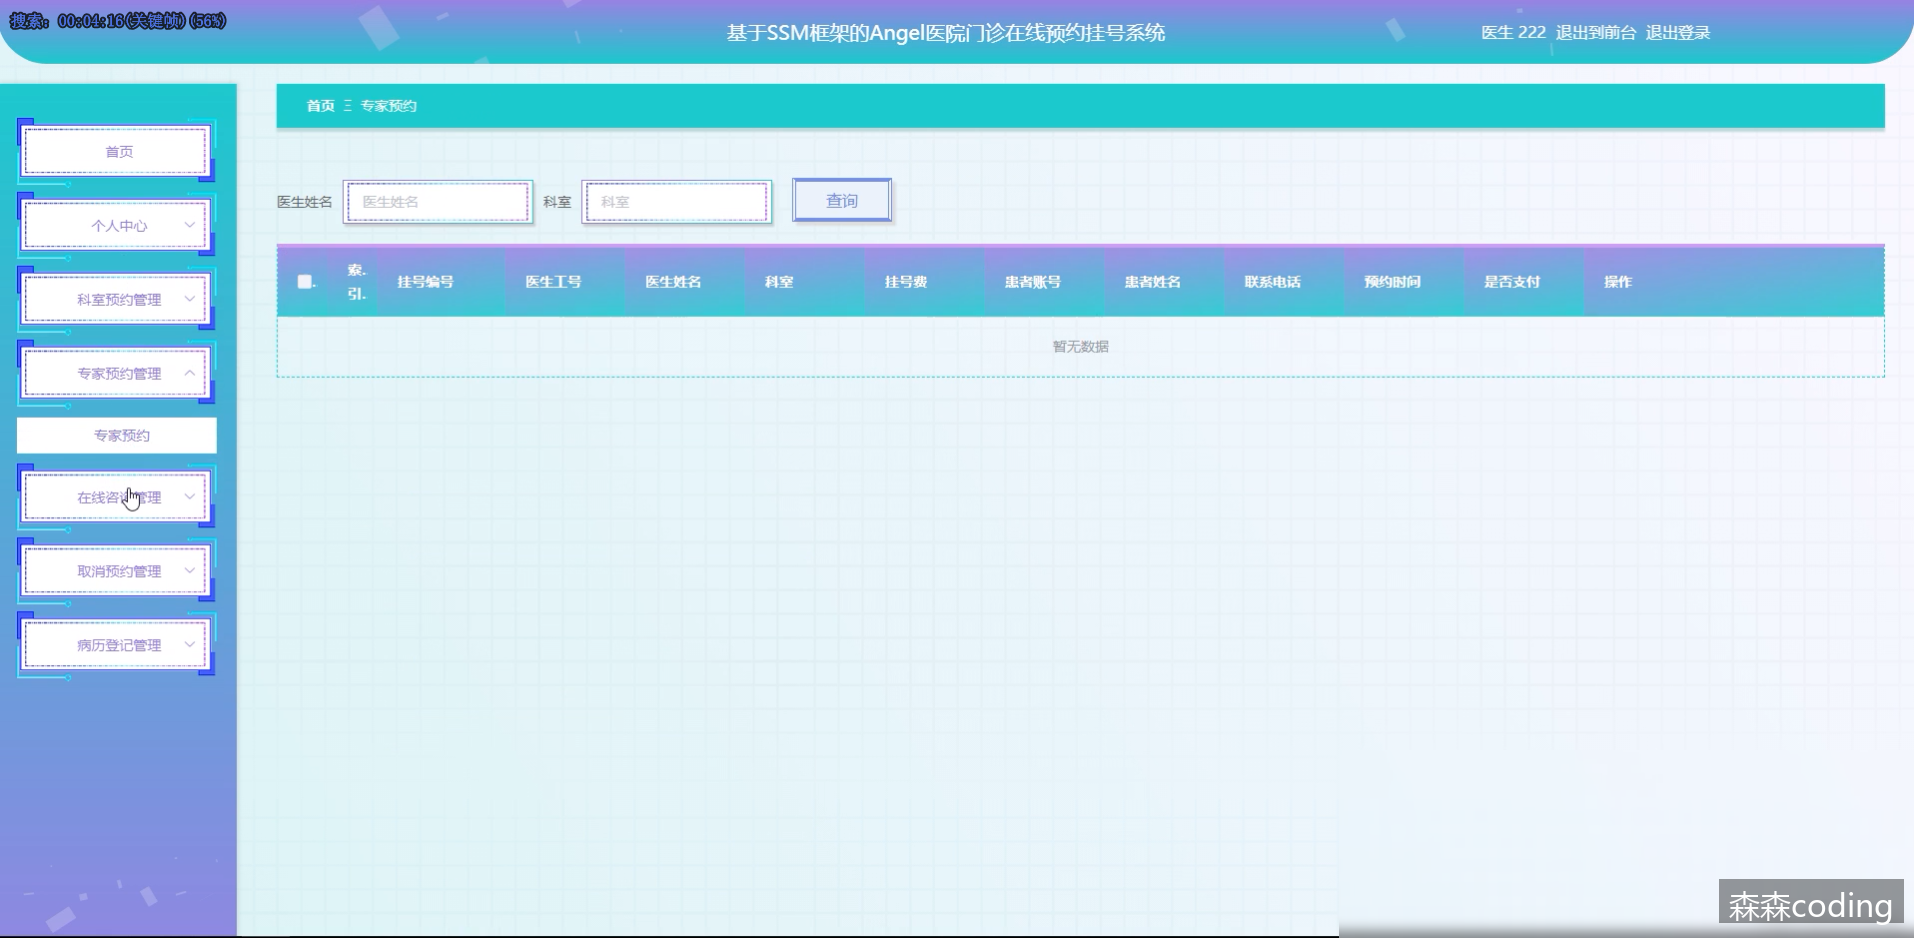 搜索: 00:04:16(关键帧)(56%)
基于SSM框架的Angel医院门诊在线预约挂号系统
医生 222 退出到前台 退出登录
首页 Ξ 专家预约
首页
个人中心
科室预约管理
专家预约管理
专家预约
在线咨询管理
取消预约管理
病历登记管理
医生姓名 医生姓名 科室 科室 查询
索. 引. 挂号编号 医生工号 医生姓名 科室 挂号费 患者账号 患者姓名 联系电话 预约时间 是否支付 操作
暂无数据
森森coding